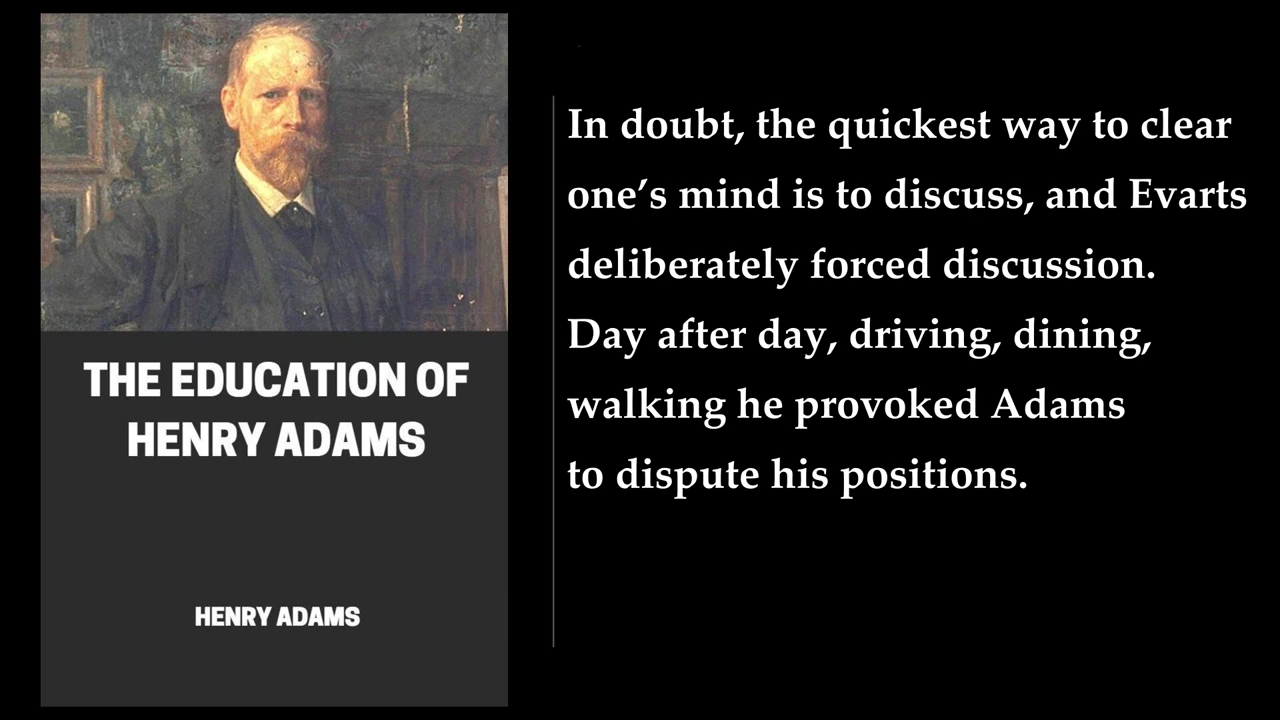 THE EDUCATION OF
HENRY ADAMS
HENRY ADAMS
In doubt, the quickest way to clear
one’s mind is to discuss, and Evarts
deliberately forced discussion.
Day after day, driving, dining,
walking he provoked Adams
to dispute his positions.